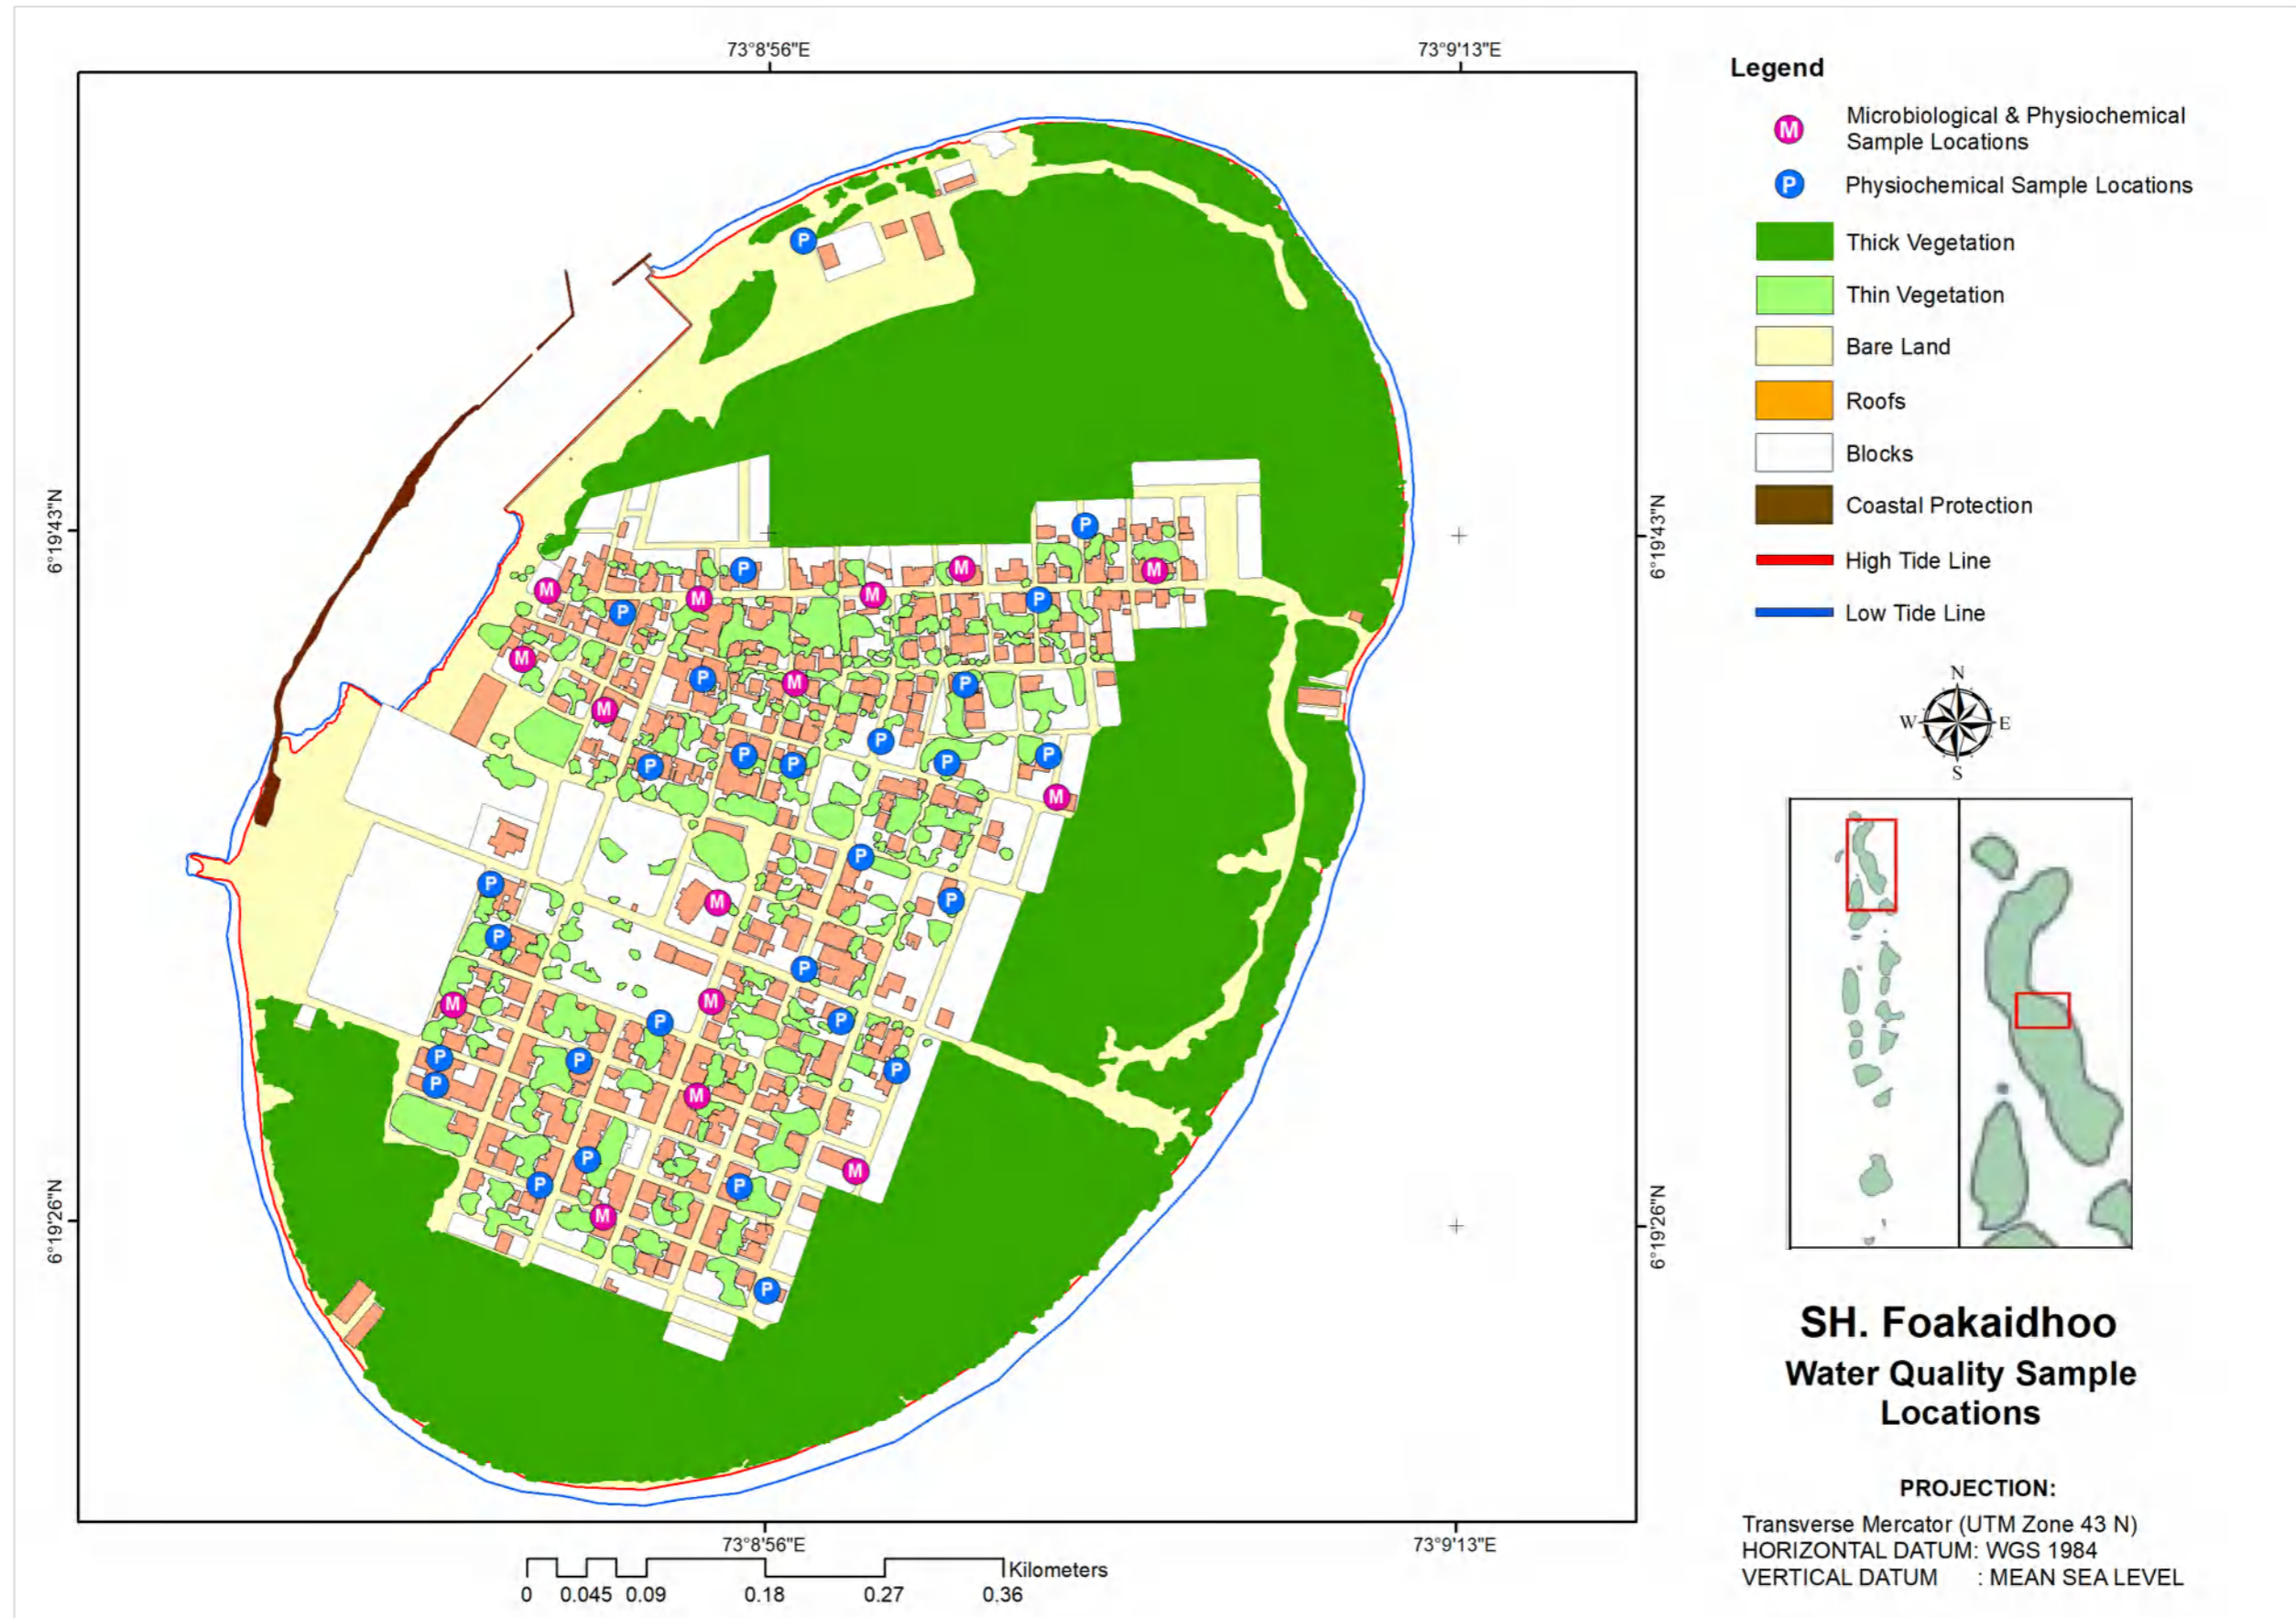 73°8'56"E
73°9'13"E
6°19'43"N
6°19'43"N
6°19'26"N
6°19'26"N
73°8'56"E
73°9'13"E
P
P
M
P
M
M
M
P
M
P
P
M
P
M
P
M
P
P
P
P
P
P
M
P
P
M
P
P
P
M
M
P
P
P
P
P
P
M
P
M
P
P
M
P
0 0.045 0.09 0.18 0.27 0.36
Kilometers
Legend
M Microbiological & Physiochemical
Sample Locations
P Physiochemical Sample Locations
Thick Vegetation
Thin Vegetation
Bare Land
Roofs
Blocks
Coastal Protection
High Tide Line
Low Tide Line
N
W E
S
SH. Foakaidhoo
Water Quality Sample
Locations
PROJECTION:
Transverse Mercator (UTM Zone 43 N)
HORIZONTAL DATUM: WGS 1984
VERTICAL DATUM : MEAN SEA LEVEL